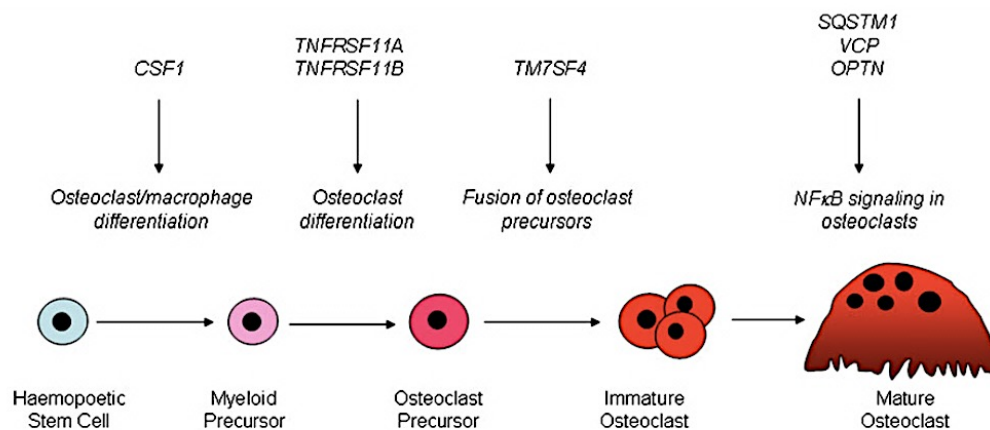 CSF1
TNFRSF11A
TNFRSF11B
TM7SF4
SQSTM1
VCP
OPTN
Osteoclast/macrophage
differentiation
Osteoclast
differentiation
Fusion of osteoclast
precursors
NFκB signaling in
osteoclasts
Haemopoetic
Stem Cell
Myeloid
Precursor
Osteoclast
Precursor
Immature
Osteoclast
Mature
Osteoclast